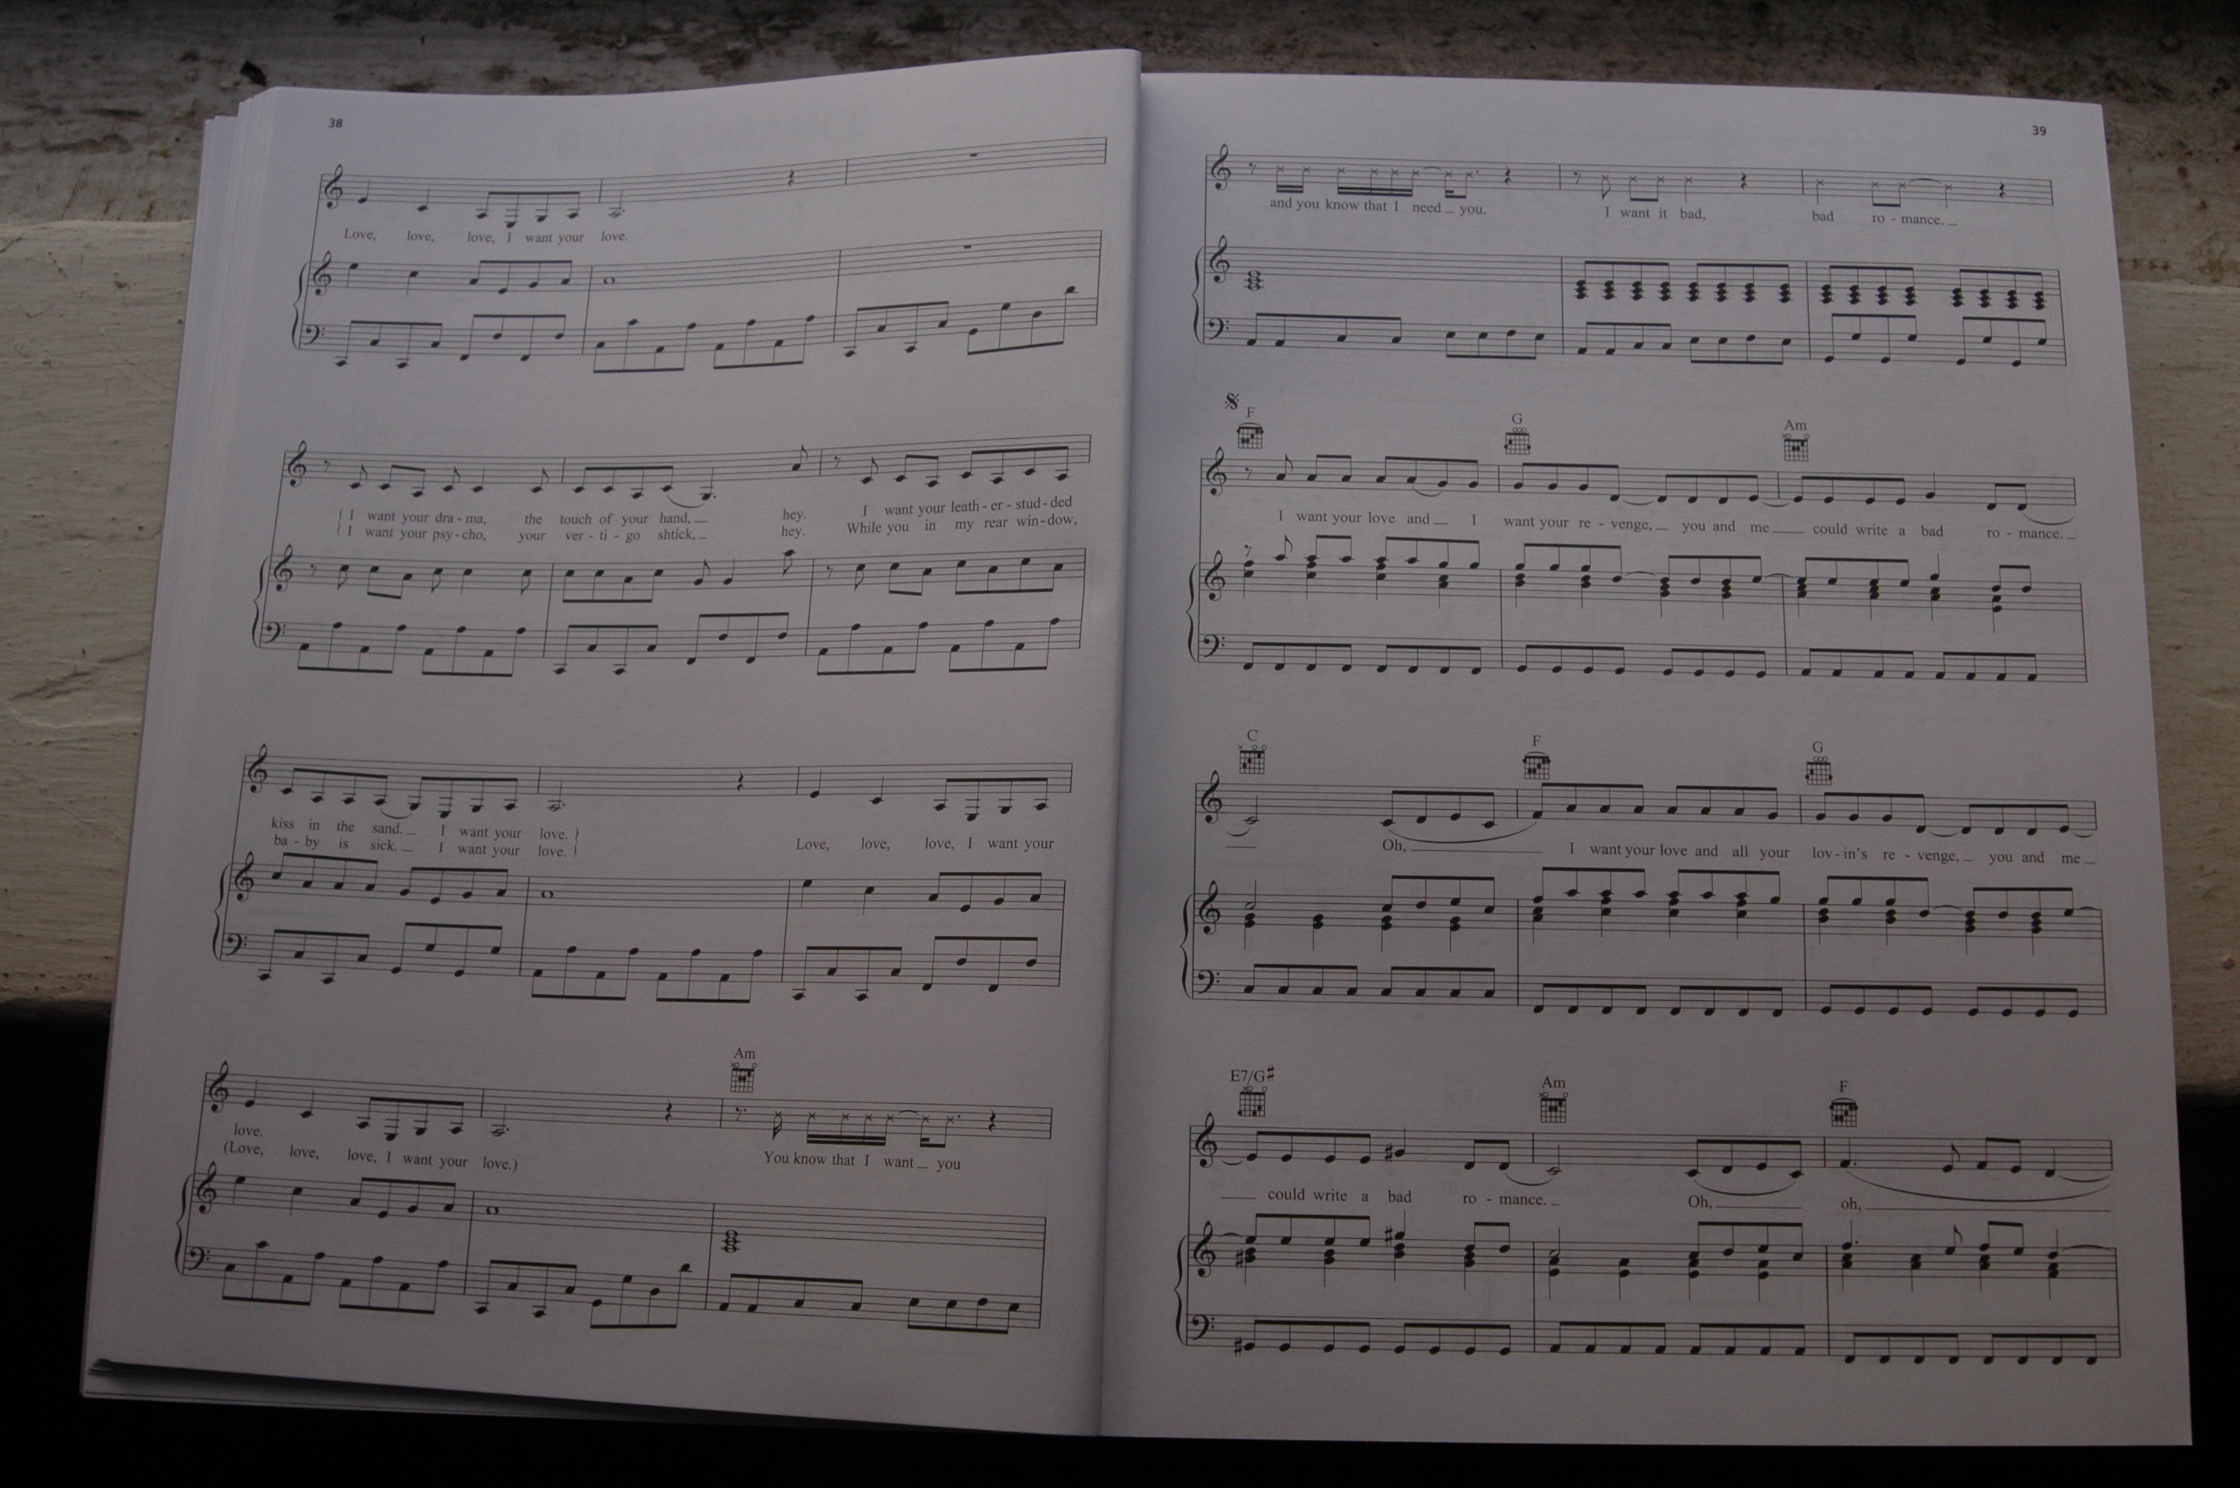 38
Love, love, love, I want your love.
I want your dra - ma, the touch of your hand, hey. I want your leath - er - stud - ded
I want your psy - cho, your ver - ti - go shtick, hey. While you in my rear win - dow,
kiss in the sand. I want your love. Love, love, love, I want your
ba - by is sick. I want your love.
Am
love. You know that I want you
(Love, love, love, I want your love.)
39
and you know that I need you. I want it bad, bad ro - mance.
F G Am
I want your love and I want your re - venge, you and me could write a bad ro - mance.
C F G
Oh, I want your love and all your lov - in's re - venge, you and me
E7/G♯ Am F
could write a bad ro - mance. Oh, oh,